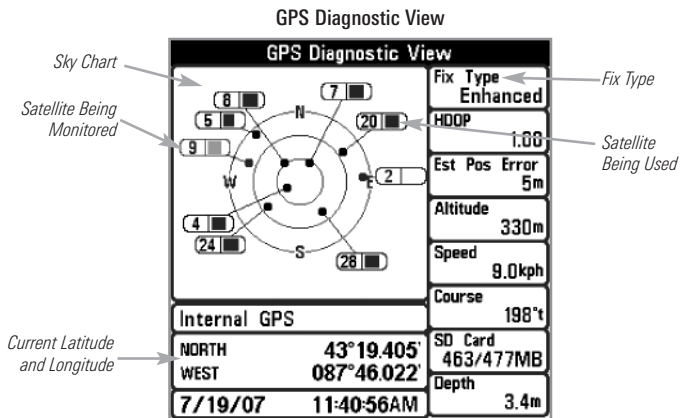 GPS Diagnostic View
GPS Diagnostic View
Sky Chart
Satellite Being
Monitored
Current Latitude
and Longitude
8
7
5
N
20
9
W
E
2
4
24
S
28
Fix Type
Enhanced
HDOP
1.00
Est Pos Error
5m
Altitude
330m
Speed
9.0kph
Course
198°t
SD Card
463/477MB
Depth
3.4m
Fix Type
Satellite
Being Used
Internal GPS
NORTH 43°19.405'
WEST 087°46.022'
7/19/07 11:40:56AM